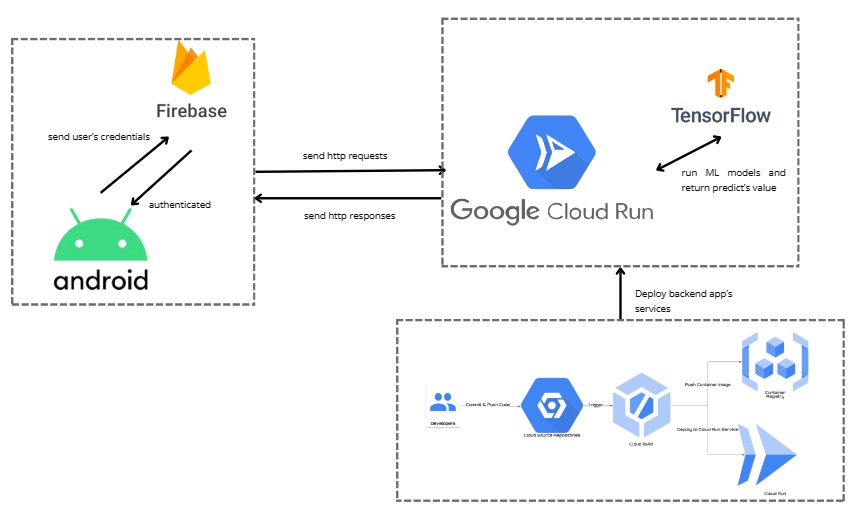 Firebase
send user's credentials
authenticated
android
send http requests
send http responses
TensorFlow
run ML models and
return predict's value
Google Cloud Run
Deploy backend app's
services
Developers
Commit & Push Code
Cloud Source Repositories
Trigger
Cloud Build
Push Container Image
Container
Registry
Deploy to Cloud Run Service
Cloud Run